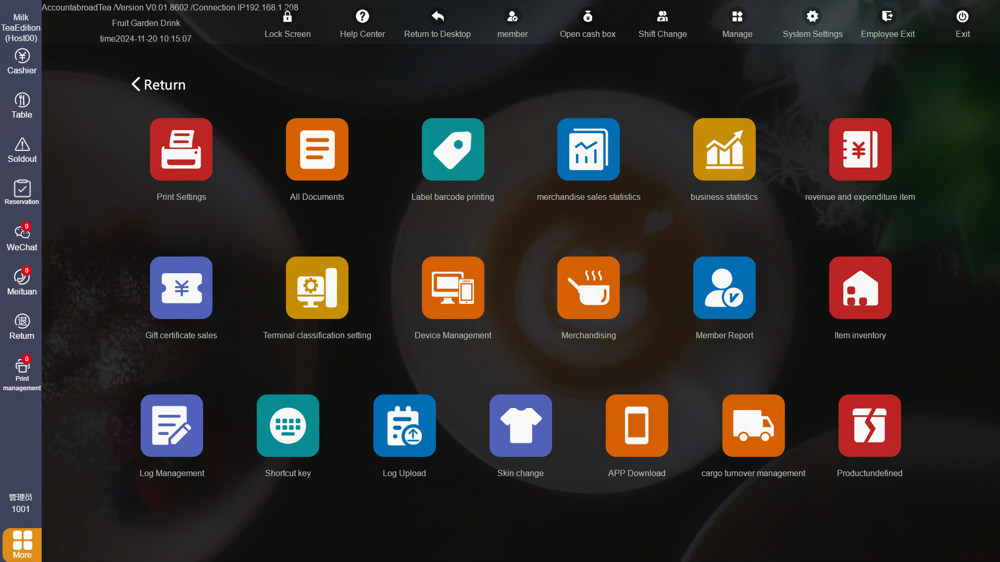 AccountabroadTea /Version V0.01.8602 /Connection IP192.168.1.208
Fruit Garden Drink
time2024-11-20 10:15:07
Lock Screen
Help Center
Return to Desktop
member
Open cash box
Shift Change
Manage
System Settings
Employee Exit
Exit
Milk
TeaEdition
(Host00)
Cashier
Table
Soldout
Reservation
0
WeChat
0
Meituan
退
Return
0
Print
management
管理员
1001
More
Return
Print Settings
All Documents
Label barcode printing
merchandise sales statistics
business statistics
revenue and expenditure item
Gift certificate sales
Terminal classification setting
Device Management
Merchandising
Member Report
Item inventory
Log Management
Shortcut key
Log Upload
Skin change
APP Download
cargo turnover management
Productundefined